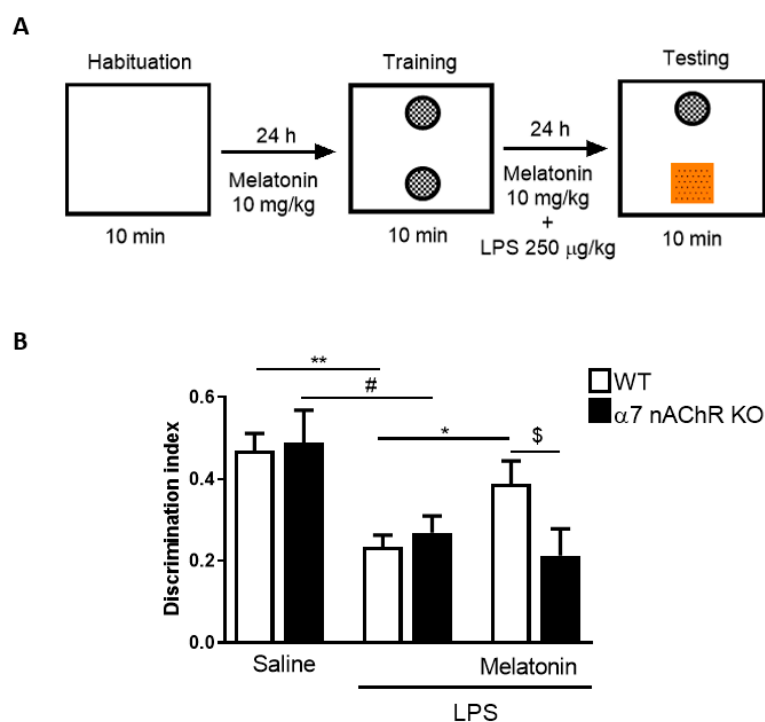 A
Habituation
Training
Testing
24 h
24 h
Melatonin
10 mg/kg
Melatonin
10 mg/kg
+
LPS 250 μg/kg
10 min
10 min
10 min
B
**
#
*
$
WT
α7 nAChR KO
Discrimination index
0.6
0.4
0.2
0.0
Saline
Melatonin
LPS